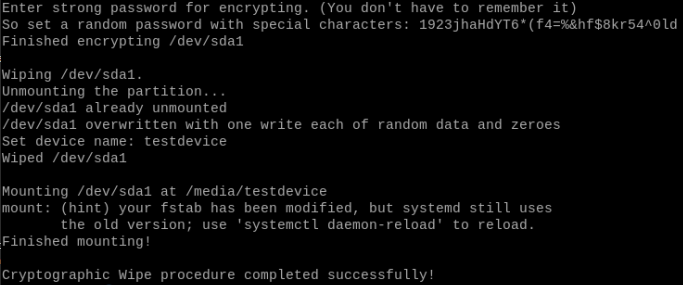 Enter strong password for encrypting. (You don't have to remember it)
So set a random password with special characters: 1923jhaHdYT6*(f4=%&hf$8kr54^0ld
Finished encrypting /dev/sda1
Wiping /dev/sda1.
Unmounting the partition...
/dev/sda1 already unmounted
/dev/sda1 overwritten with one write each of random data and zeroes
Set device name: testdevice
Wiped /dev/sda1
Mounting /dev/sda1 at /media/testdevice
mount: (hint) your fstab has been modified, but systemd still uses
       the old version; use 'systemctl daemon-reload' to reload.
Finished mounting!
Cryptographic Wipe procedure completed successfully!